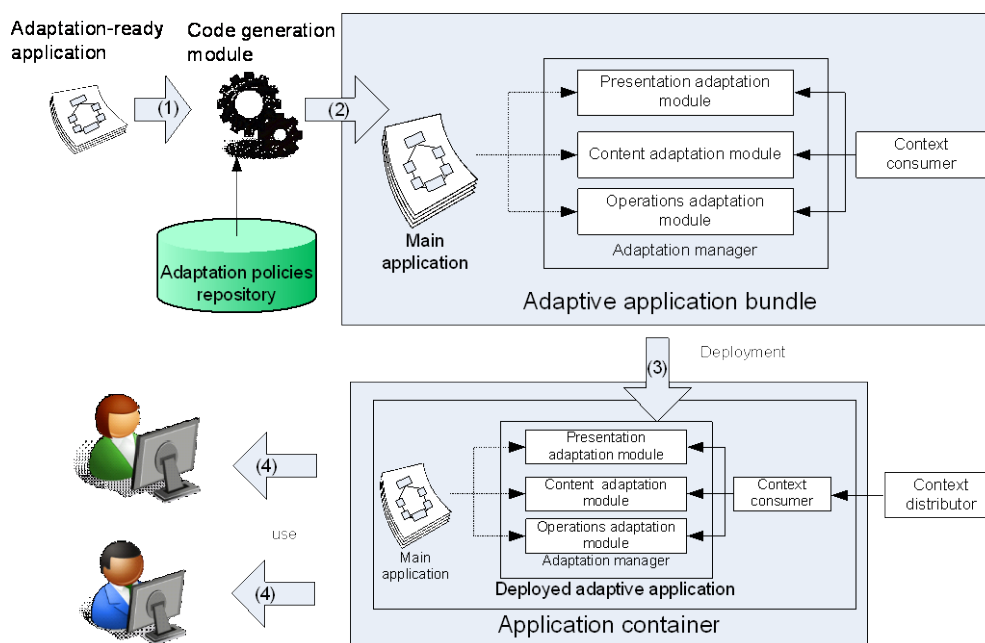 Adaptation-ready
application
Code generation
module
(1)
(2)
Adaptation policies
repository
Main
application
Presentation adaptation
module
Content adaptation module
Operations adaptation
module
Adaptation manager
Context
consumer
Adaptive application bundle
(3)
Deployment
(4)
use
(4)
Main
application
Presentation
adaptation module
Content adaptation
module
Operations adaptation
module
Adaptation manager
Context
consumer
Context
distributor
Deployed adaptive application
Application container